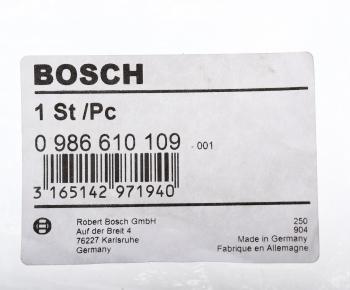 BOSCH
1 St /Pc
0 986 610 109 -001
3 165142 971940
Robert Bosch GmbH
Auf der Breit 4
76227 Karlsruhe
Germany
250
904
Made in Germany
Fabrique en Allemagne